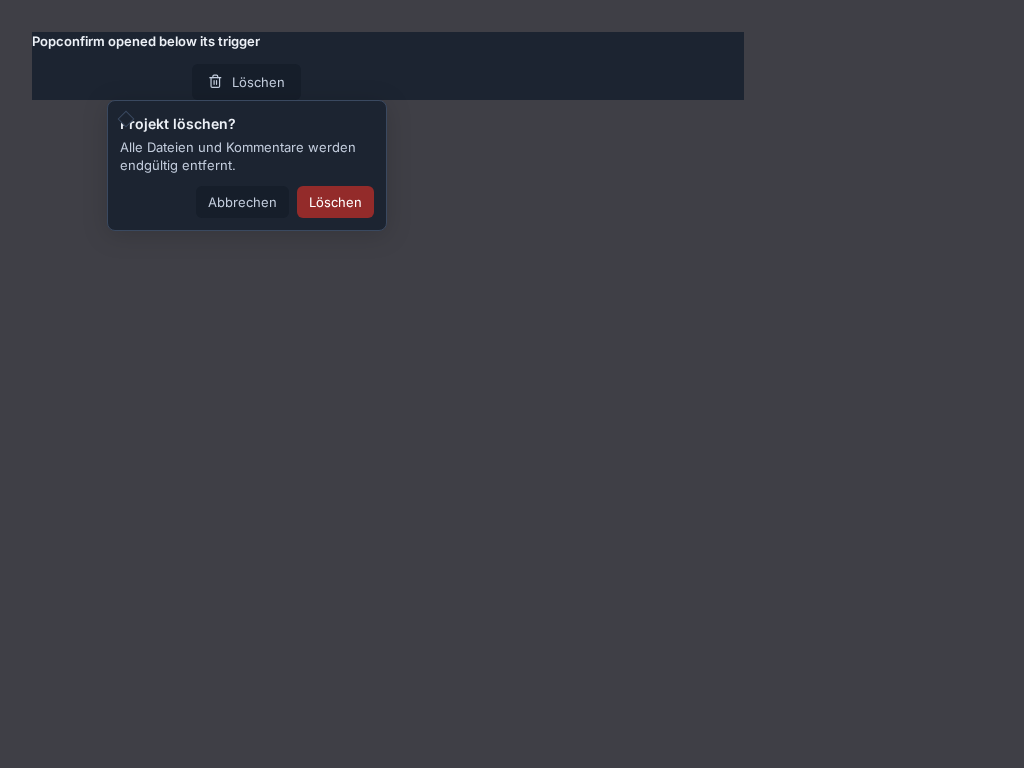 Popconfirm opened below its trigger
Löschen
Projekt löschen?
Alle Dateien und Kommentare werden
endgültig entfernt.
Abbrechen
Löschen